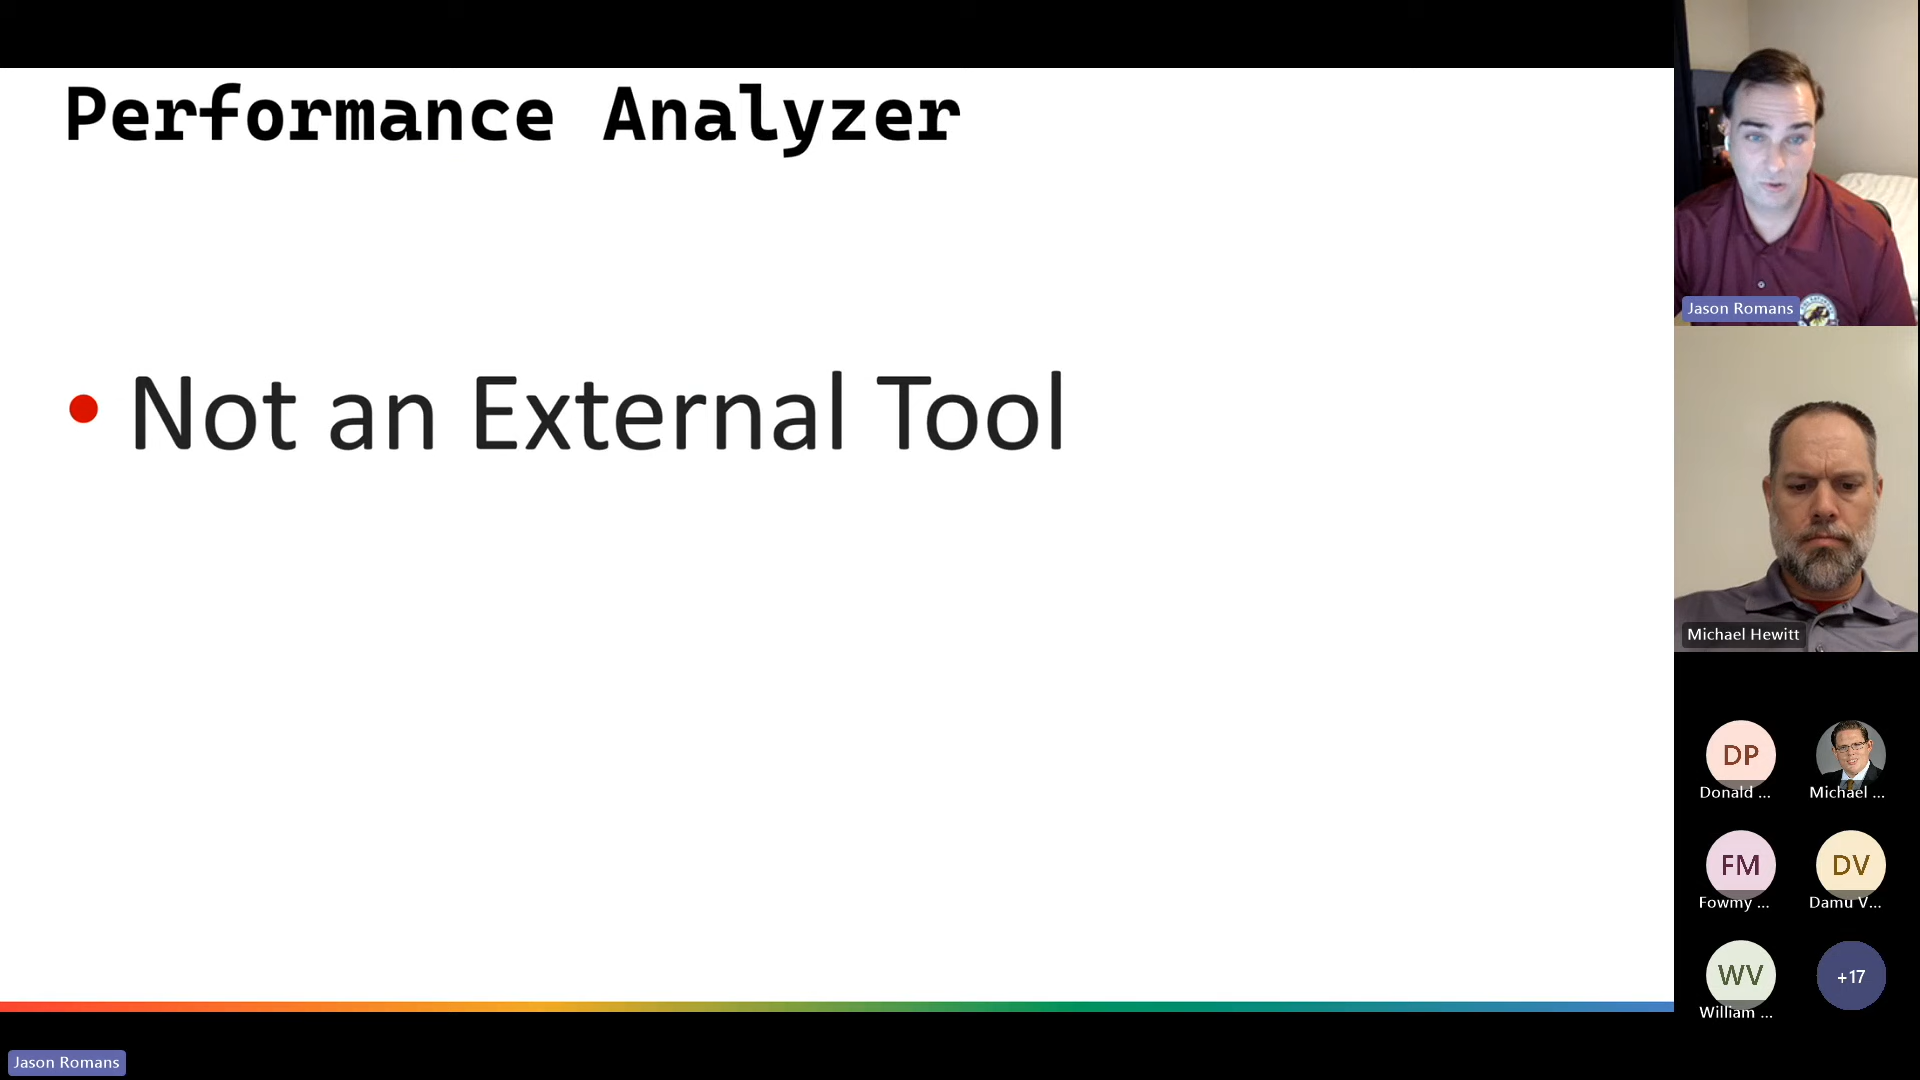 Performance Analyzer
• Not an External Tool
Jason Romans
Michael Hewitt
DP
Donald ...
Michael ...
FM
Fowmy ...
DV
Damu V...
WV
William ...
+17
Jason Romans